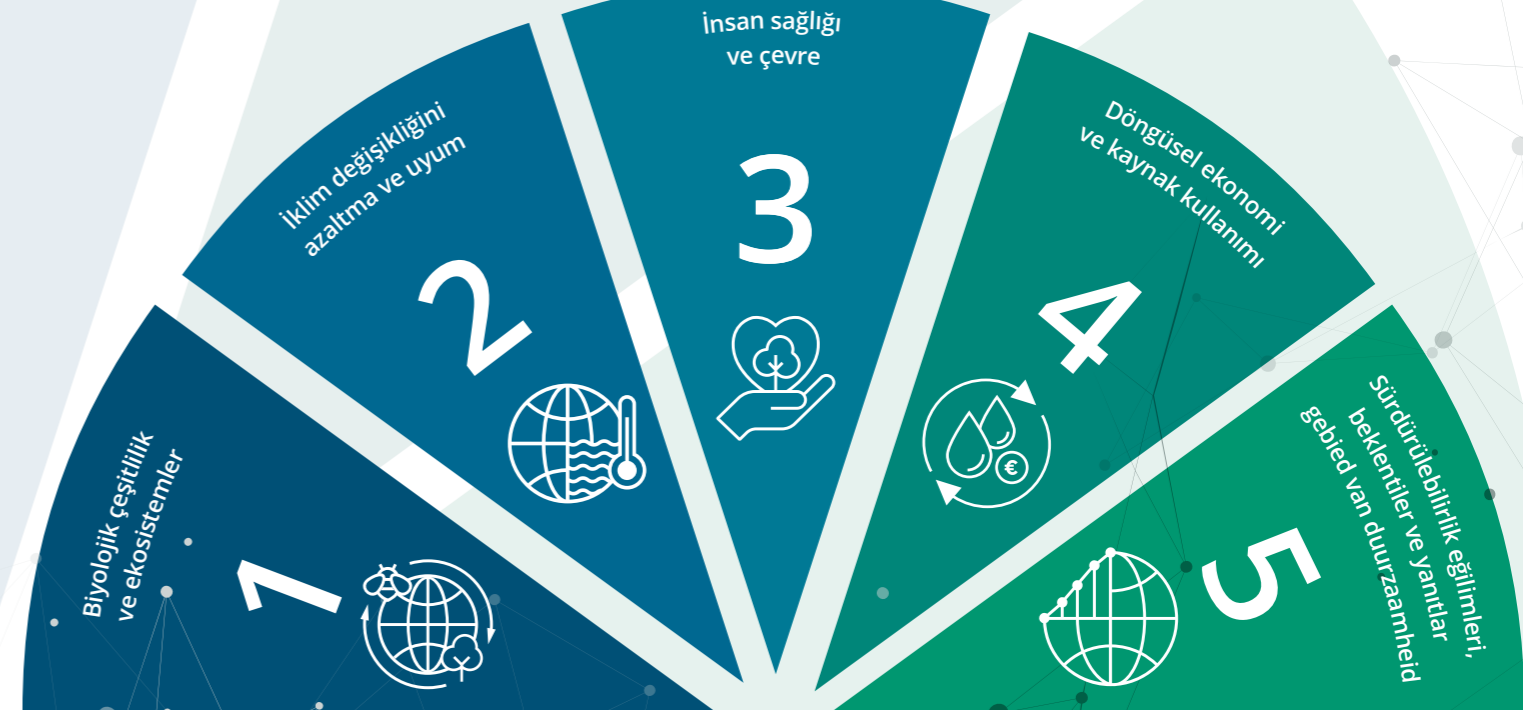 Biyolojik çeşitlilik
ve ekosistemler
1
İklim değişikliğini
azaltma ve uyum
2
İnsan sağlığı
ve çevre
3
Döngüsel ekonomi
ve kaynak kullanımı
4
€
Sürdürülebilirlik eğilimleri,
beklentiler ve yanıtlar
gebied van duurzaamheid
5